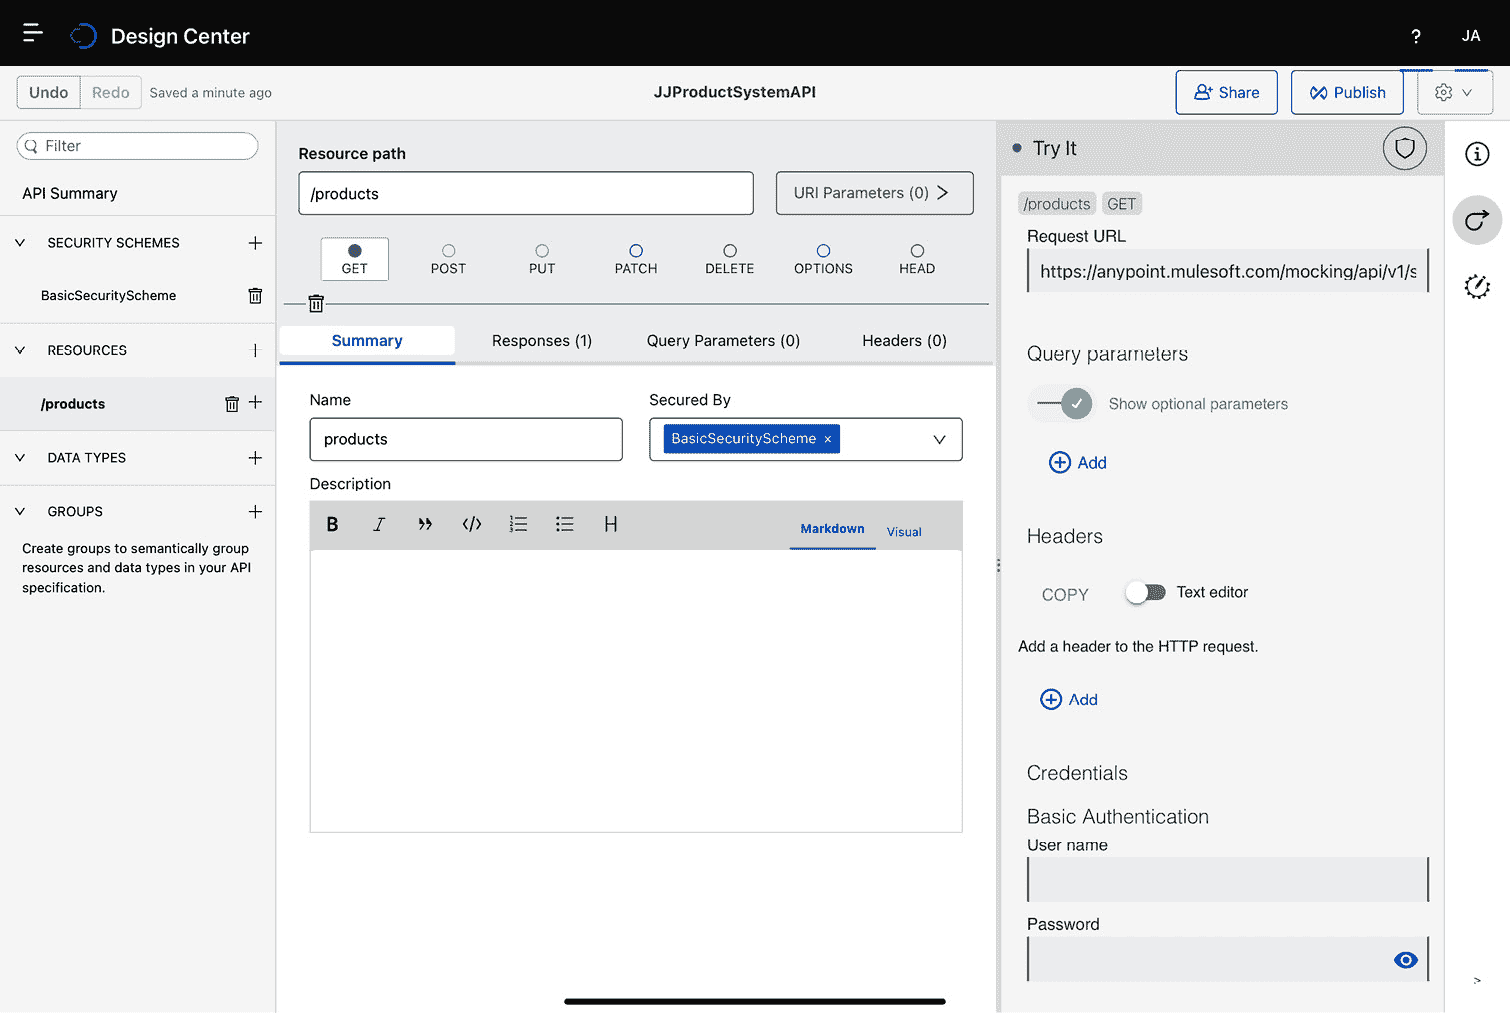 Design Center
? JA
Undo Redo Saved a minute ago JJProductSystemAPI Share Publish
Filter
API Summary
SECURITY SCHEMES
BasicSecurityScheme
RESOURCES
/products
DATA TYPES
GROUPS
Create groups to semantically group
resources and data types in your API
specification.
Resource path
/products URI Parameters (0)
GET POST PUT PATCH DELETE OPTIONS HEAD
Summary Responses (1) Query Parameters (0) Headers (0)
Name Secured By
products BasicSecurityScheme ×
Description
B I H Markdown Visual
Try It
/products GET
Request URL
https://anypoint.mulesoft.com/mocking/api/v1/s
Query parameters
Show optional parameters
Add
Headers
COPY Text editor
Add a header to the HTTP request.
Add
Credentials
Basic Authentication
User name
Password